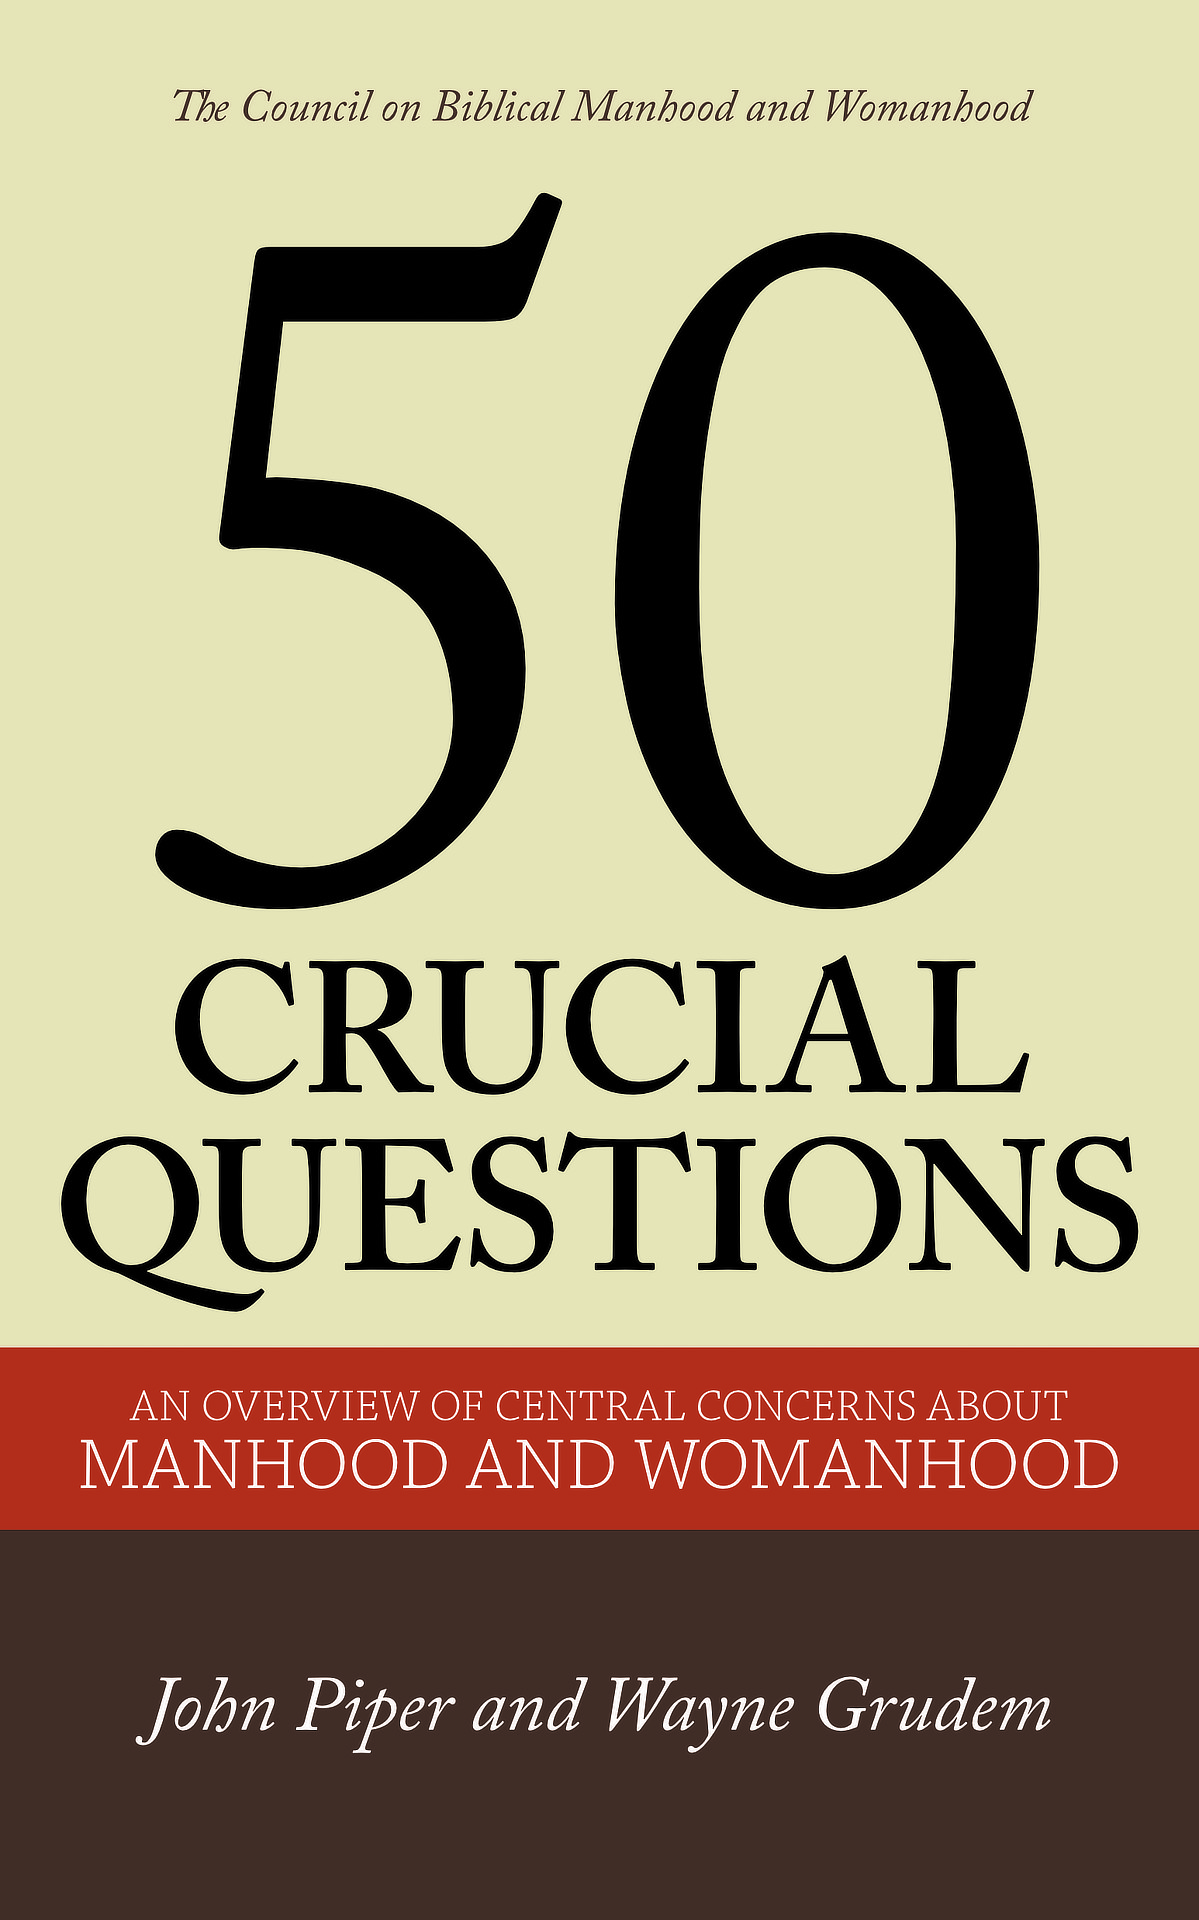 The Council on Biblical Manhood and Womanhood
50
CRUCIAL
QUESTIONS
AN OVERVIEW OF CENTRAL CONCERNS ABOUT
MANHOOD AND WOMANHOOD
John Piper and Wayne Grudem